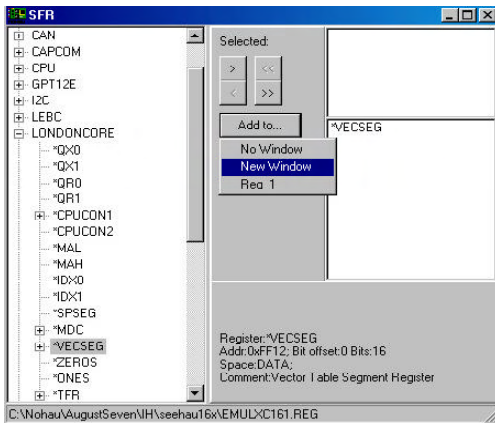 SFR
CAN
CAPCOM
CPU
GPT12E
I2C
LEBC
LONDONCORE
*QX0
*QX1
*QR0
*QR1
*CPUCON1
*CPUCON2
*MAL
*MAH
*IDX0
*IDX1
*SPSEG
*MDC
*VECSEG
*ZEROS
*ONES
*TFR
Selected:
> <<
< >>
Add to...
No Window
New Window
Reg_1
*VECSEG
Register:*VECSEG
Addr:0xFF12; Bit offset:0 Bits:16
Space:DATA;
Comment:Vector Table Segment Register
C:\Nohau\AugustSeven\IH\seehau16x\EMULXC161.REG